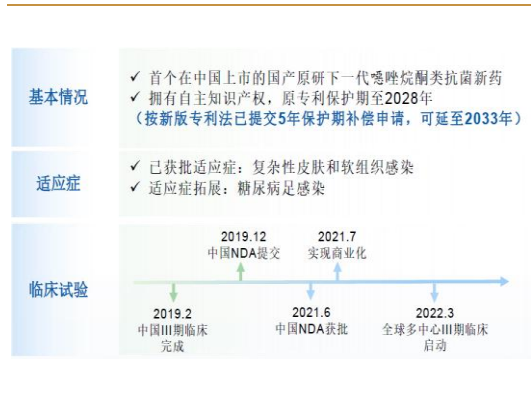 基本情况
✓ 首个在中国上市的国产原研下一代噁唑烷酮类抗菌新药
✓ 拥有自主知识产权，原专利保护期至2028年
（按新版专利法已提交5年保护期补偿申请，可延至2033年）
适应症
✓ 已获批适应症：复杂性皮肤和软组织感染
✓ 适应症拓展：糖尿病足感染
临床试验
2019.12
中国NDA提交
2021.7
实现商业化
2019.2
中国III期临床
完成
2021.6
中国NDA获批
2022.3
全球多中心III期临床
启动